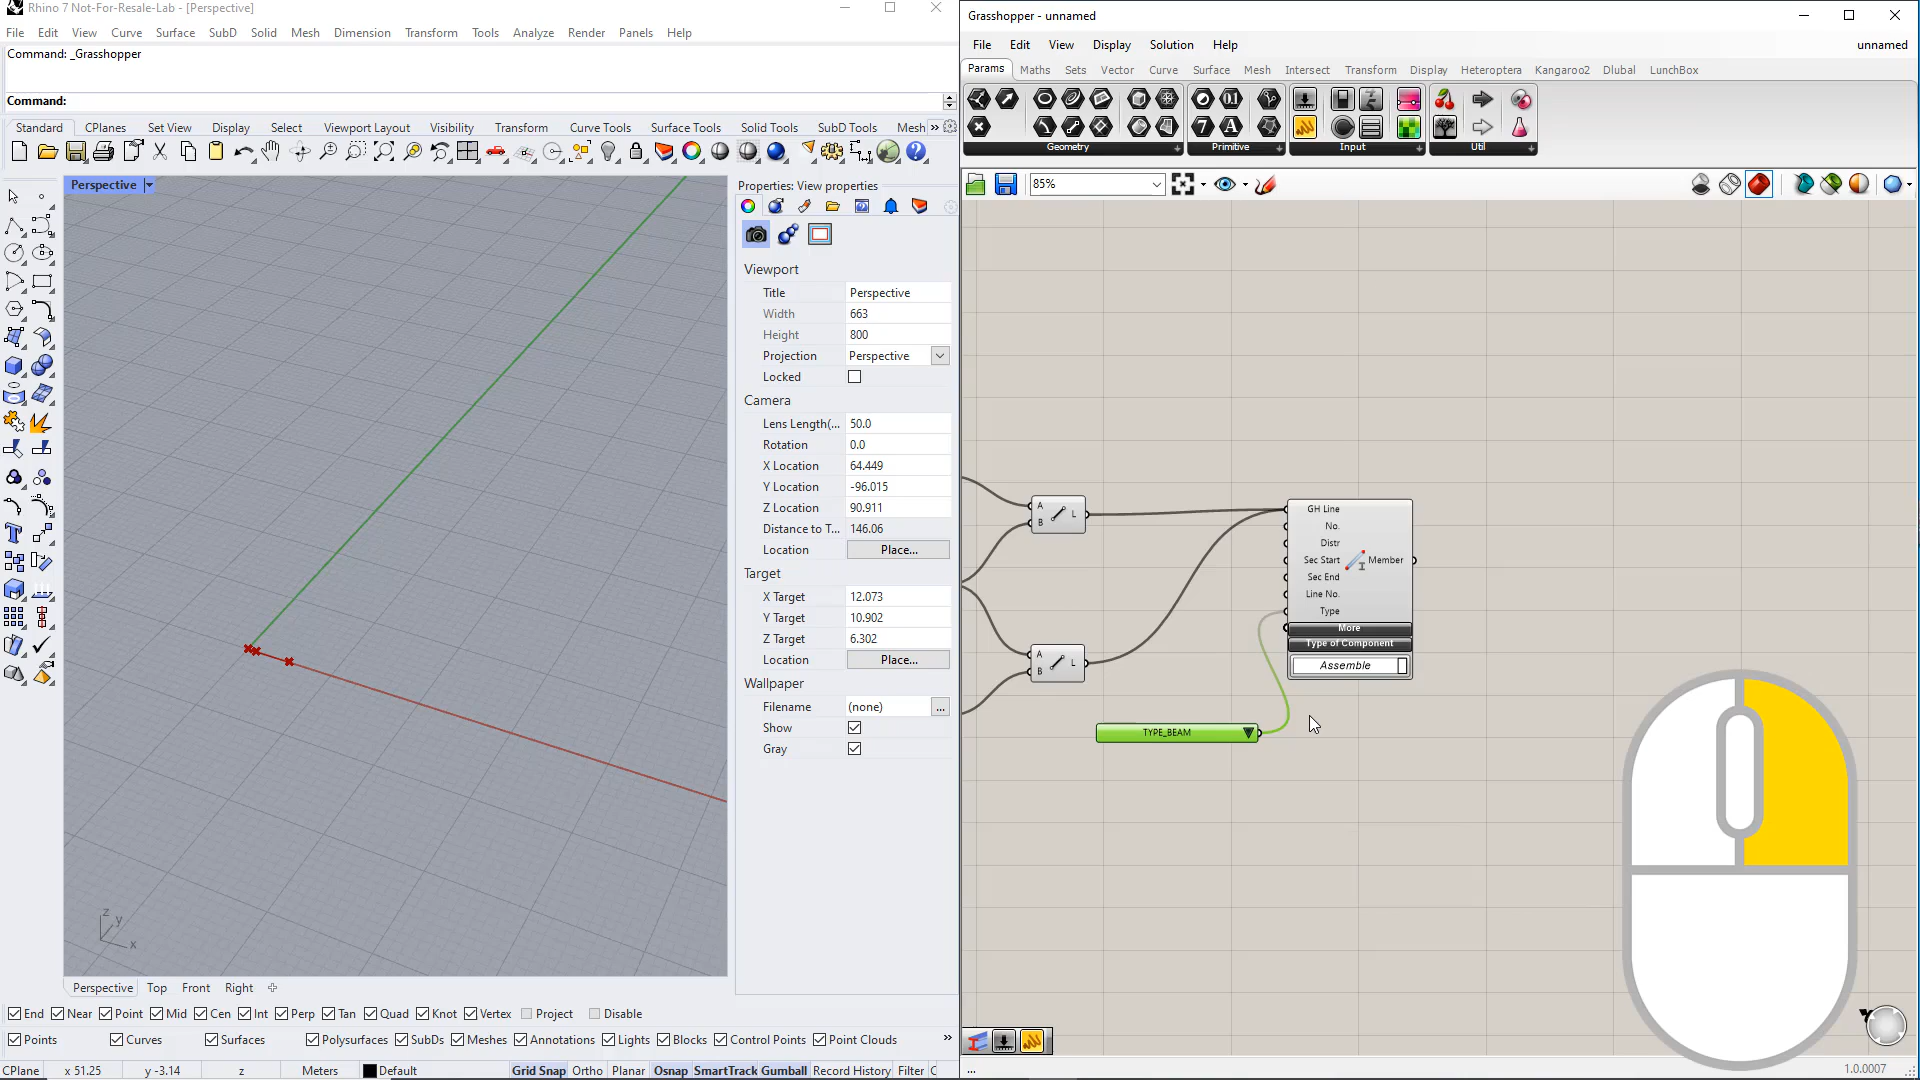 Rhino 7 Not-For-Resale-Lab - [Perspective]
File Edit View Curve Surface SubD Solid Mesh Dimension Transform Tools Analyze Render Panels Help
Command: _Grasshopper
Command:
Standard CPlanes Set View Display Select Viewport Layout Visibility Transform Curve Tools Surface Tools Solid Tools SubD Tools Mesh »
Perspective
Properties: View properties
Viewport
Title Perspective
Width 663
Height 800
Projection Perspective
Locked
Camera
Lens Length(... 50.0
Rotation 0.0
X Location 64.449
Y Location -96.015
Z Location 90.911
Distance to T... 146.06
Location Place...
Target
X Target 12.073
Y Target 10.902
Z Target 6.302
Location Place...
Wallpaper
Filename (none) ...
Show
Gray
z
y
x
Perspective Top Front Right
End Near Point Mid Cen Int Perp Tan Quad Knot Vertex Project Disable
Points Curves Surfaces Polysurfaces SubDs Meshes Annotations Lights Blocks Control Points Point Clouds »
CPlane x 51.25 y -3.14 z Meters Default Grid Snap Ortho Planar Osnap SmartTrack Gumball Record History Filter C
Grasshopper - unnamed
File Edit View Display Solution Help unnamed
Params Maths Sets Vector Curve Surface Mesh Intersect Transform Display Heteroptera Kangaroo2 Dlubal LunchBox
Geometry Primitive Input Util
85%
A
B
L
GH Line
No.
Distr
Sec Start
Sec End
Line No.
Type
Member
More
Type of Component
Assemble
A
B
L
TYPE_BEAM
...
1.0.0007